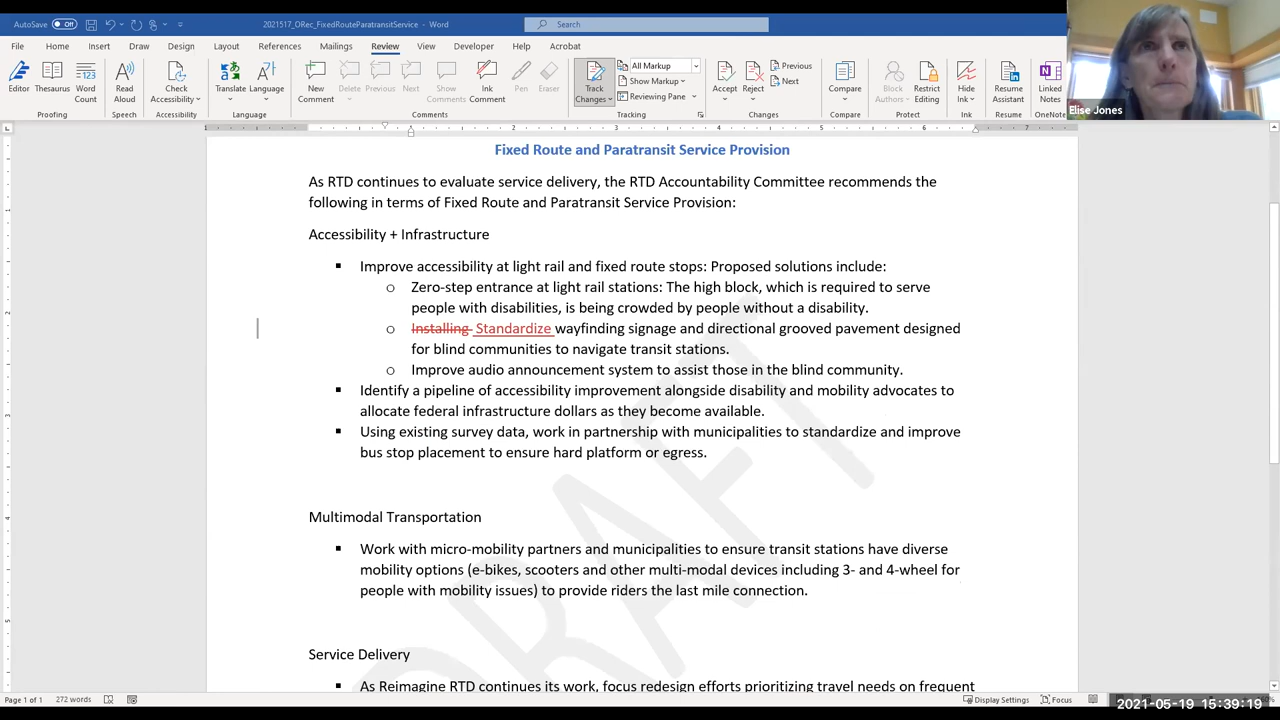 AutoSave Off 2021517_ORec_FixedRouteParatransitService - Word Search
File Home Insert Draw Design Layout References Mailings Review View Developer Help Acrobat
Editor Thesaurus Word Count Read Aloud Check Accessibility Translate Language New Comment Delete Previous Next Show Comments Ink Comment Pen Eraser Track Changes All Markup Show Markup Reviewing Pane Accept Reject Previous Next Compare Block Authors Restrict Editing Hide Ink Resume Assistant Linked Notes
Proofing Speech Accessibility Language Comments Tracking Changes Compare Protect Ink Resume OneNote
Elise Jones
1 2 3 4 5 6 7
Fixed Route and Paratransit Service Provision
As RTD continues to evaluate service delivery, the RTD Accountability Committee recommends the
following in terms of Fixed Route and Paratransit Service Provision:
Accessibility + Infrastructure
▪ Improve accessibility at light rail and fixed route stops: Proposed solutions include:
o Zero-step entrance at light rail stations: The high block, which is required to serve
people with disabilities, is being crowded by people without a disability.
o Installing Standardize wayfinding signage and directional grooved pavement designed
for blind communities to navigate transit stations.
o Improve audio announcement system to assist those in the blind community.
▪ Identify a pipeline of accessibility improvement alongside disability and mobility advocates to
allocate federal infrastructure dollars as they become available.
▪ Using existing survey data, work in partnership with municipalities to standardize and improve
bus stop placement to ensure hard platform or egress.
Multimodal Transportation
▪ Work with micro-mobility partners and municipalities to ensure transit stations have diverse
mobility options (e-bikes, scooters and other multi-modal devices including 3- and 4-wheel for
people with mobility issues) to provide riders the last mile connection.
Service Delivery
▪ As Reimagine RTD continues its work, focus redesign efforts prioritizing travel needs on frequent
DRAFT
Page 1 of 1 272 words Display Settings Focus
2021-05-19 15:39:19